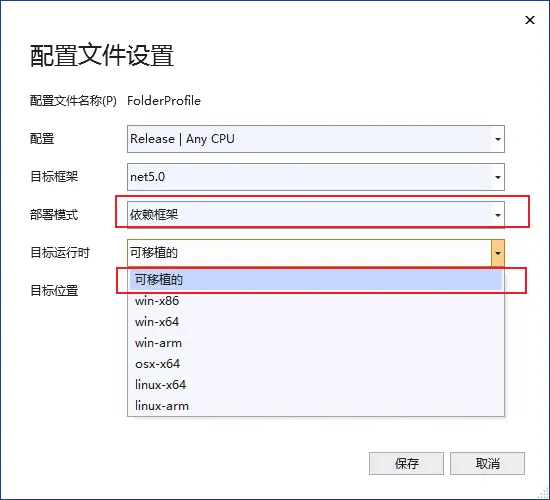 配置文件设置
配置文件名称(P) FolderProfile
配置 Release | Any CPU
目标框架 net5.0
部署模式 依赖框架
目标运行时 可移植的
可移植的
目标位置
win-x86
win-x64
win-arm
osx-x64
linux-x64
linux-arm
保存 取消